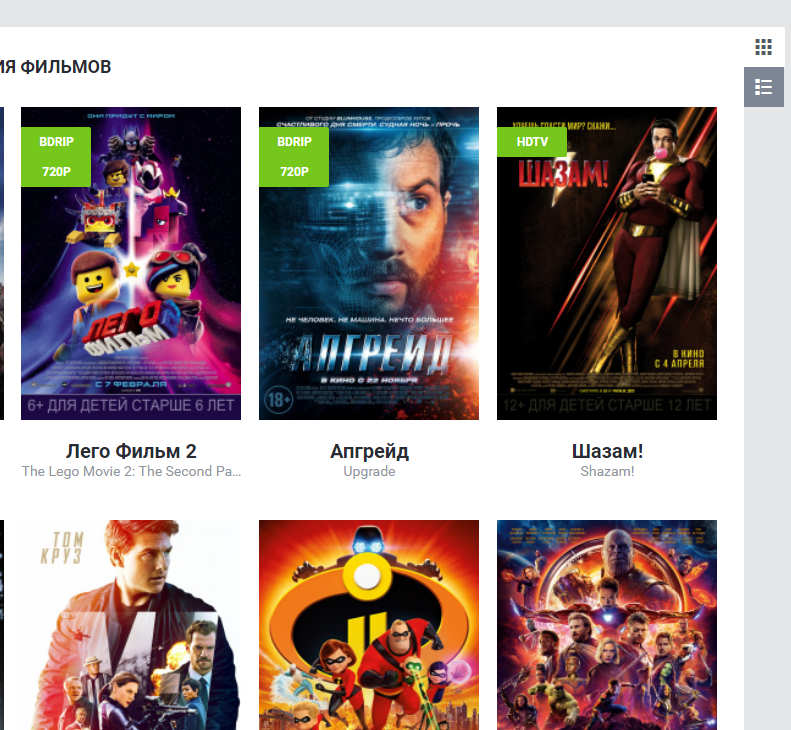 ИЯ ФИЛЬМОВ
ОНИ ПРИДУТ С МИРОМ
BDRIP
720P
ЛЕГО
ФИЛЬМ
С 7 ФЕВРАЛЯ
6+ ДЛЯ ДЕТЕЙ СТАРШЕ 6 ЛЕТ
ОТ СТУДИИ BLUMHOUSE, ПРОДЮСЕРОВ ХИТОВ
СЧАСТЛИВОГО ДНЯ СМЕРТИ СУДНАЯ НОЧЬ ПРОЧЬ
BDRIP
720P
НЕ ЧЕЛОВЕК. НЕ МАШИНА. НЕЧТО БОЛЬШЕЕ
АПГРЕЙД
В КИНО С 22 НОЯБРЯ
18+
ХОЧЕШЬ СПАСТИ МИР? СКАЖИ...
HDTV
ШАЗАМ!
В КИНО
С 4 АПРЕЛЯ
12+ ДЛЯ ДЕТЕЙ СТАРШЕ 12 ЛЕТ
Лего Фильм 2
The Lego Movie 2: The Second Pa...
Апгрейд
Upgrade
Шазам!
Shazam!
ТОМ
КРУЗ